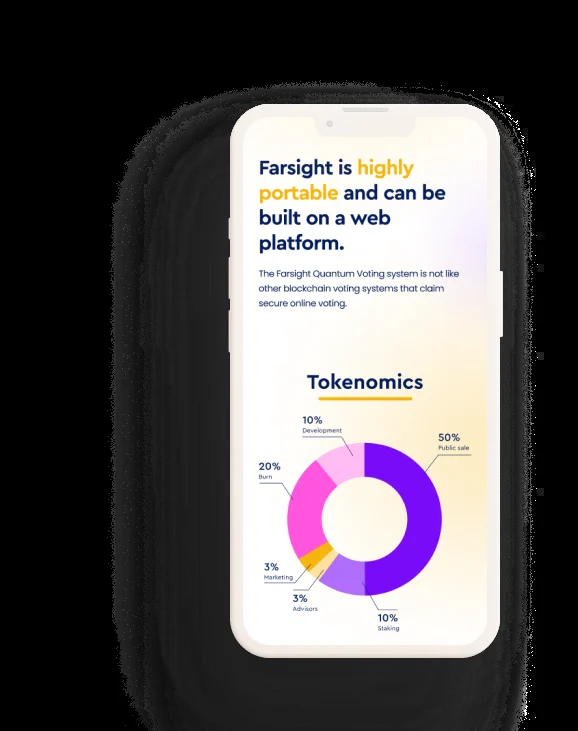 Farsight is highly
portable and can be
built on a web
platform.
The Farsight Quantum Voting system is not like
other blockchain voting systems that claim
secure online voting.
Tokenomics
10%
Development
50%
Public sale
20%
Burn
3%
Marketing
3%
Advisors
10%
Staking